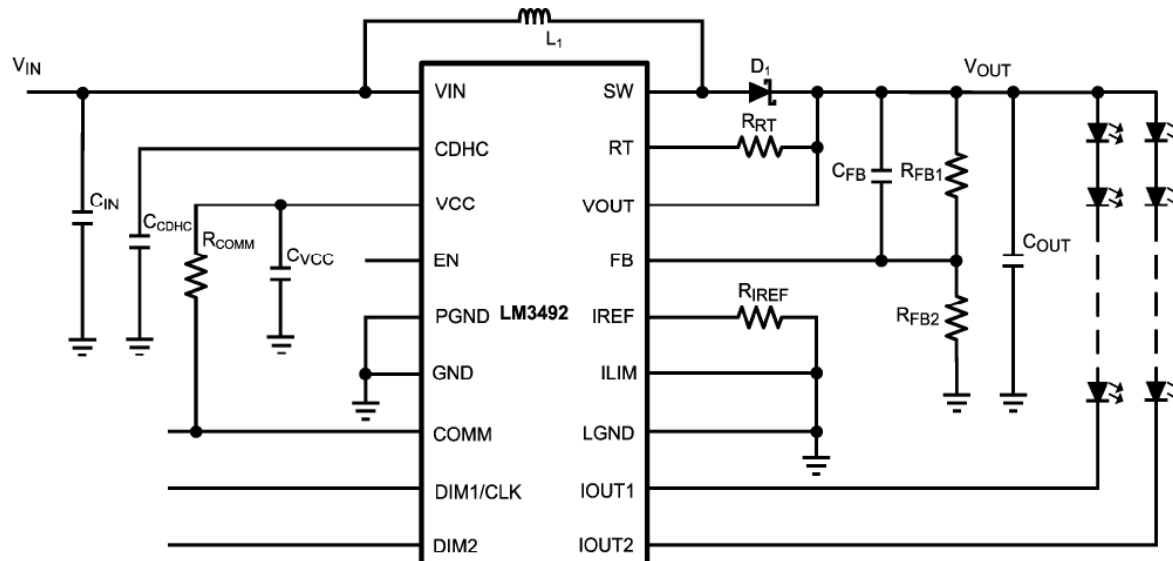 L1
VIN
D1
VOUT
VIN
SW
RRT
CDHC
RT
CFB
RFB1
CIN
CCDHC
RCOMM
VCC
VOUT
CVCC
EN
FB
COUT
RIREF
PGND
LM3492
IREF
RFB2
GND
ILIM
COMM
LGND
DIM1/CLK
IOUT1
DIM2
IOUT2